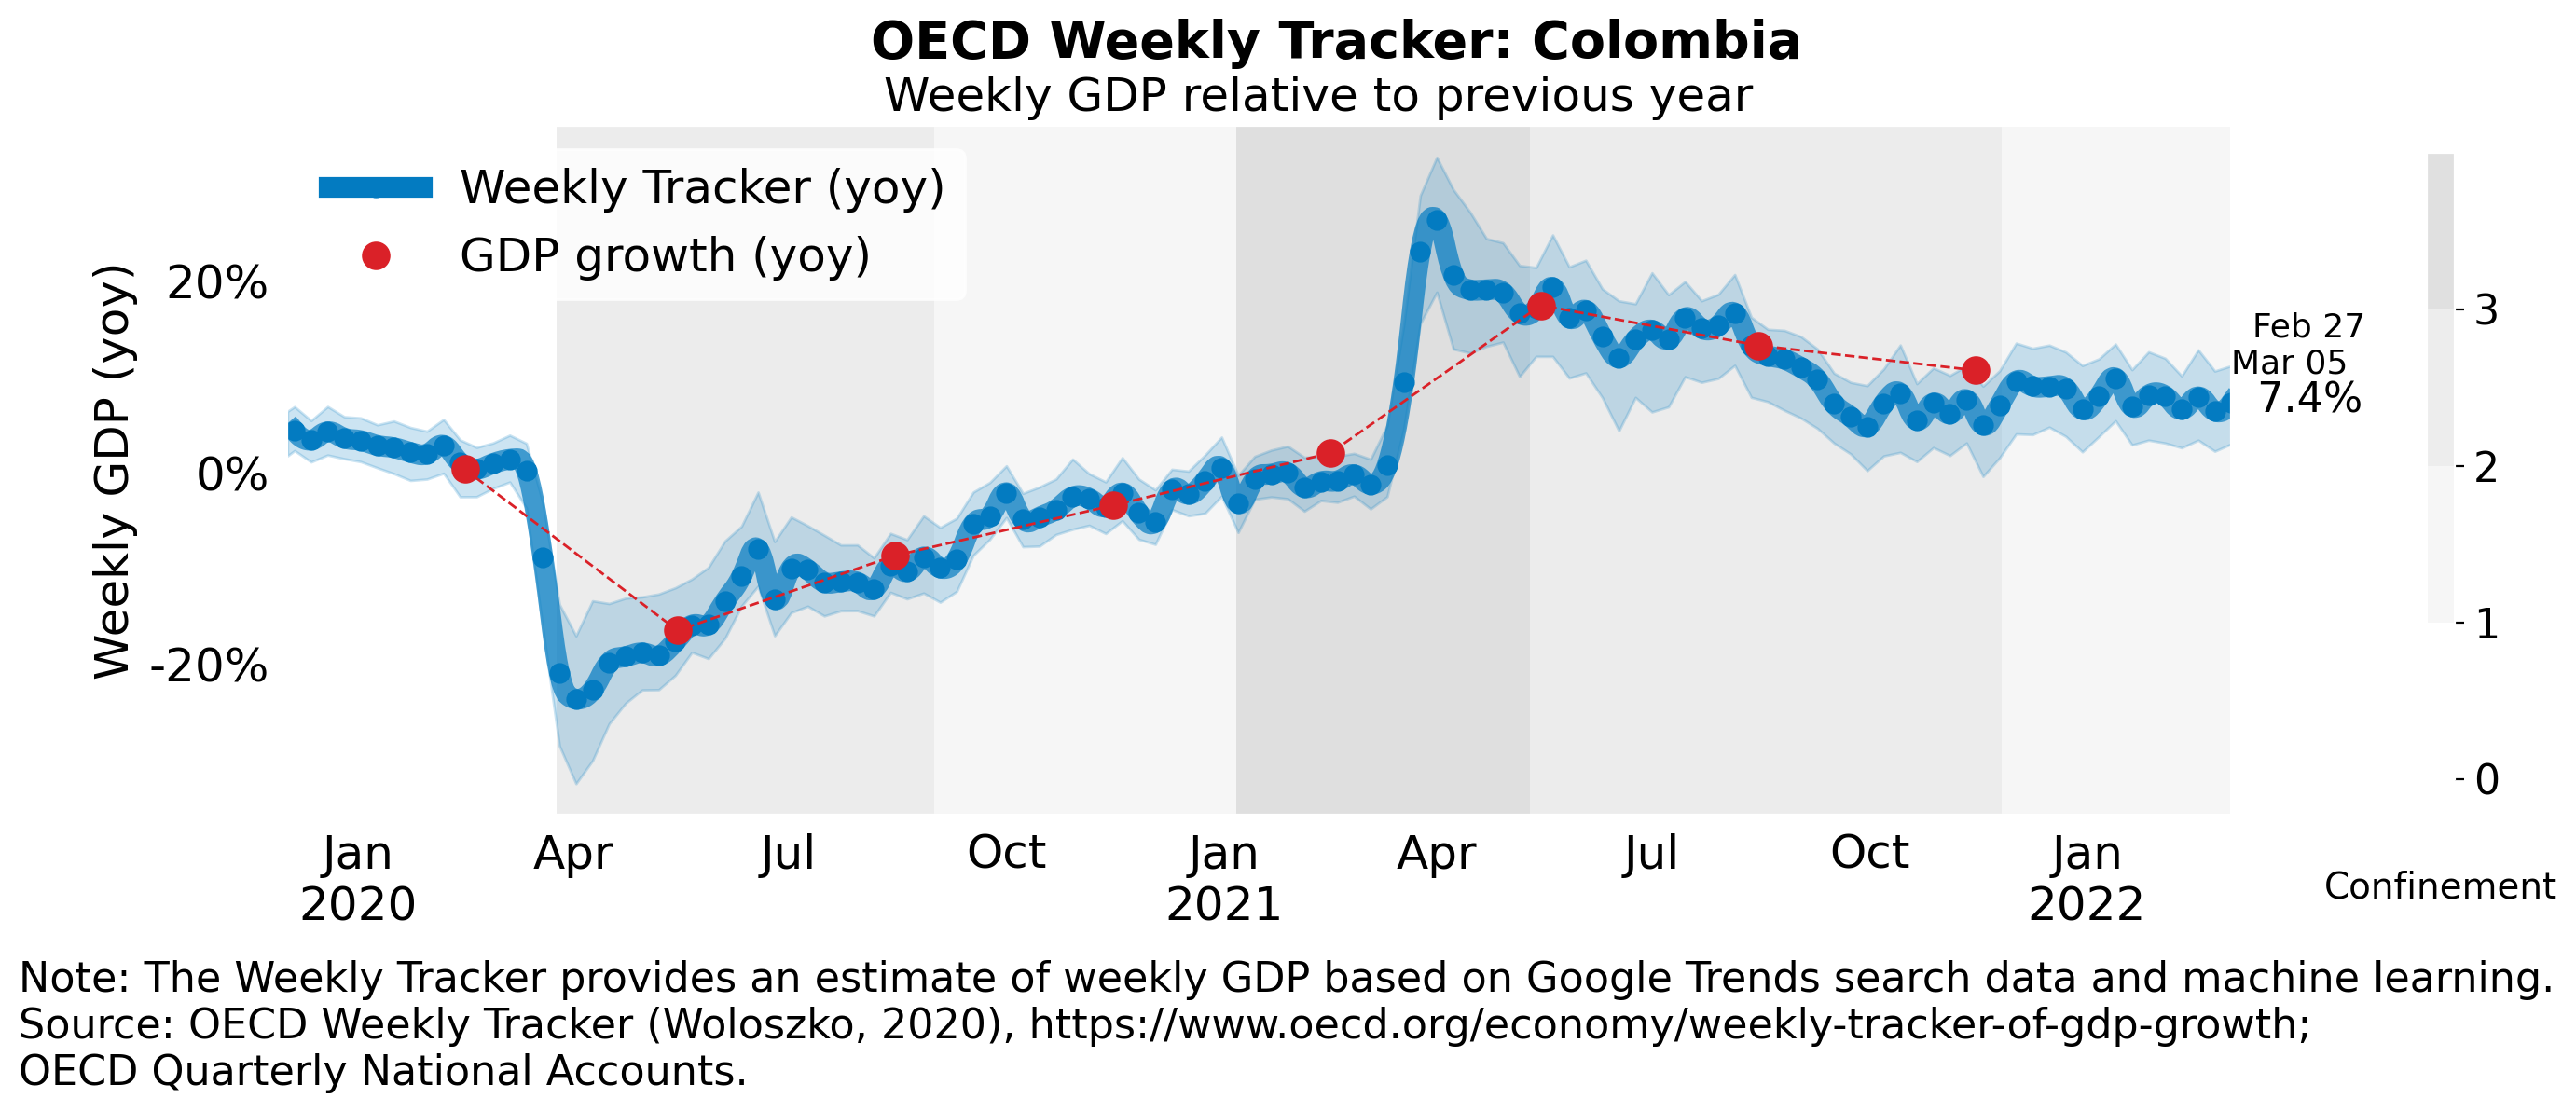 OECD Weekly Tracker: Colombia
Weekly GDP relative to previous year
Weekly Tracker (yoy)
GDP growth (yoy)
Weekly GDP (yoy)
20%
0%
-20%
Feb 27
Mar 05
7.4%
3
2
1
0
Jan Apr Jul Oct Jan Apr Jul Oct Jan
2020 2021 2022
Confinement
Note: The Weekly Tracker provides an estimate of weekly GDP based on Google Trends search data and machine learning.
Source: OECD Weekly Tracker (Woloszko, 2020), https://www.oecd.org/economy/weekly-tracker-of-gdp-growth;
OECD Quarterly National Accounts.